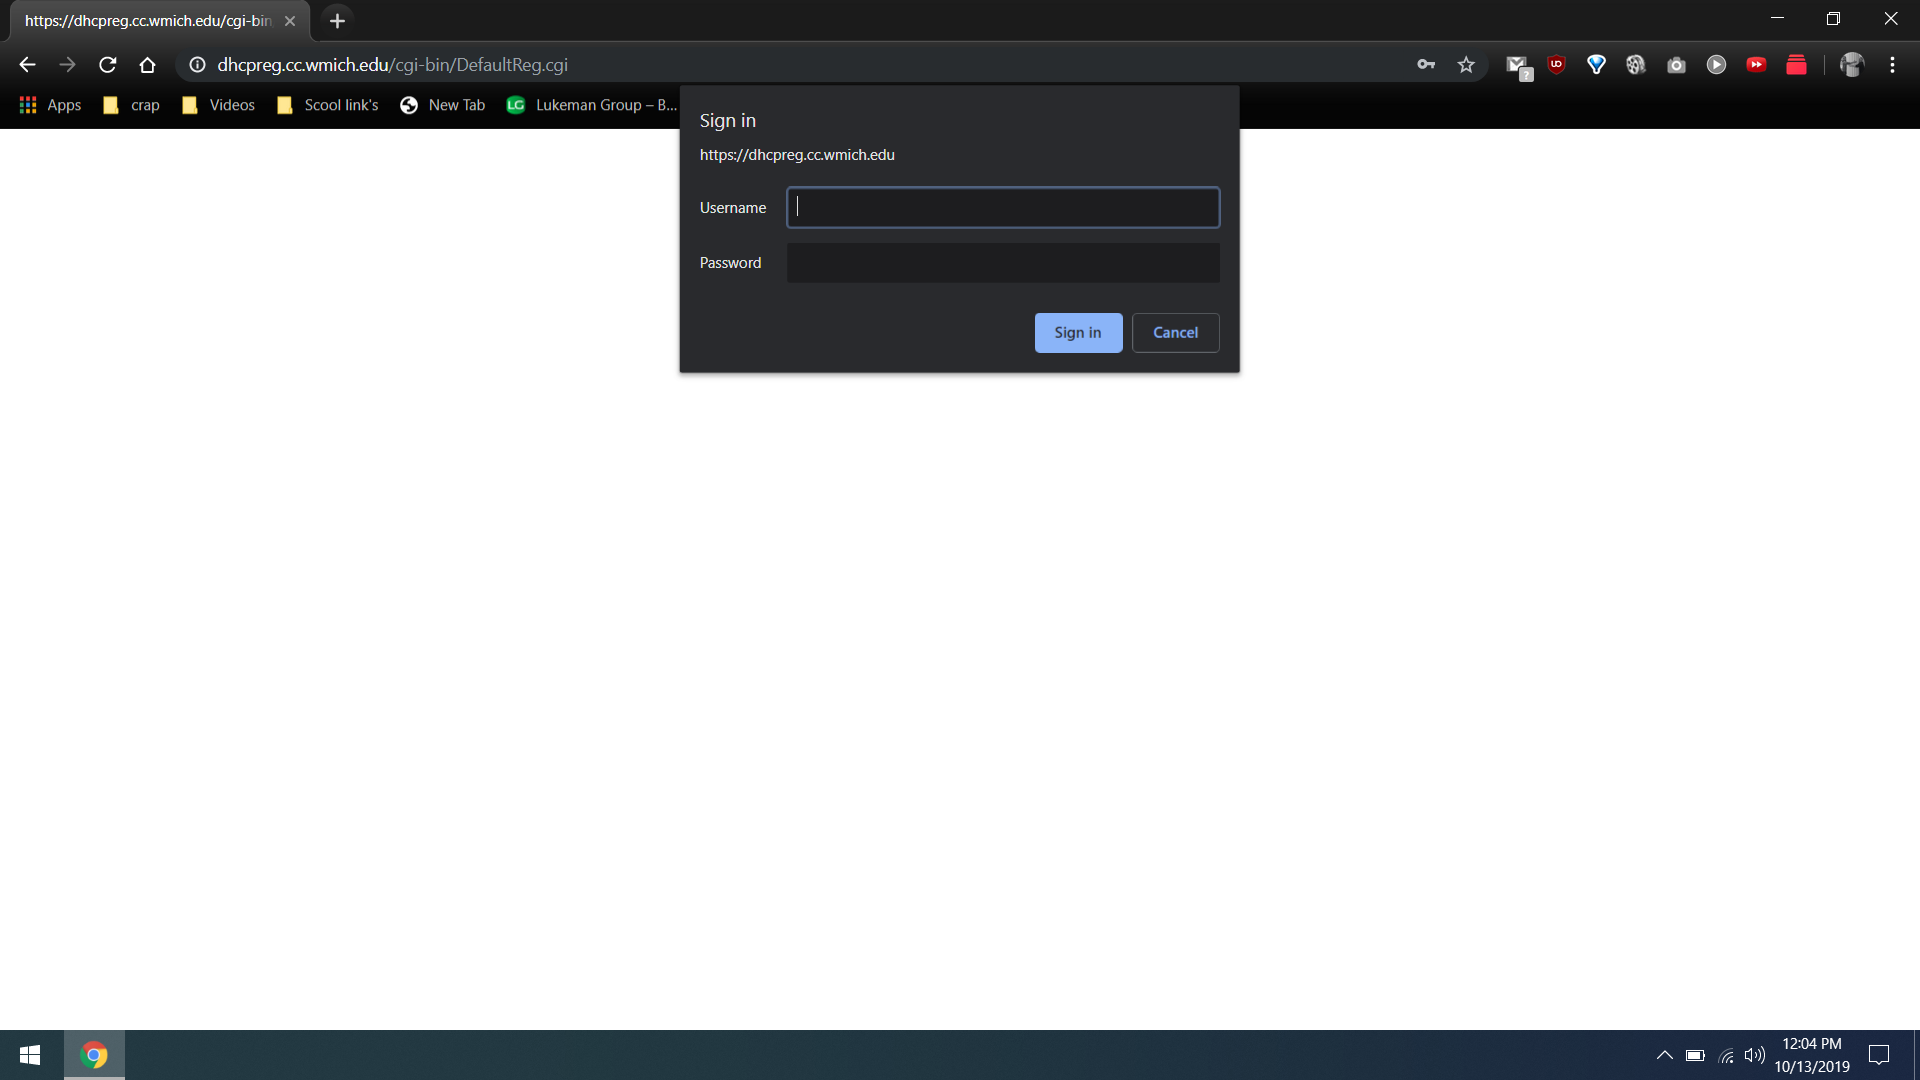 https://dhcpreg.cc.wmich.edu/cgi-bin
dhcpreg.cc.wmich.edu/cgi-bin/DefaultReg.cgi
?
UO
Apps
crap
Videos
Scool link's
New Tab
LG
Lukeman Group – B...
Sign in
https://dhcpreg.cc.wmich.edu
Username
Password
Sign in
Cancel
12:04 PM
10/13/2019